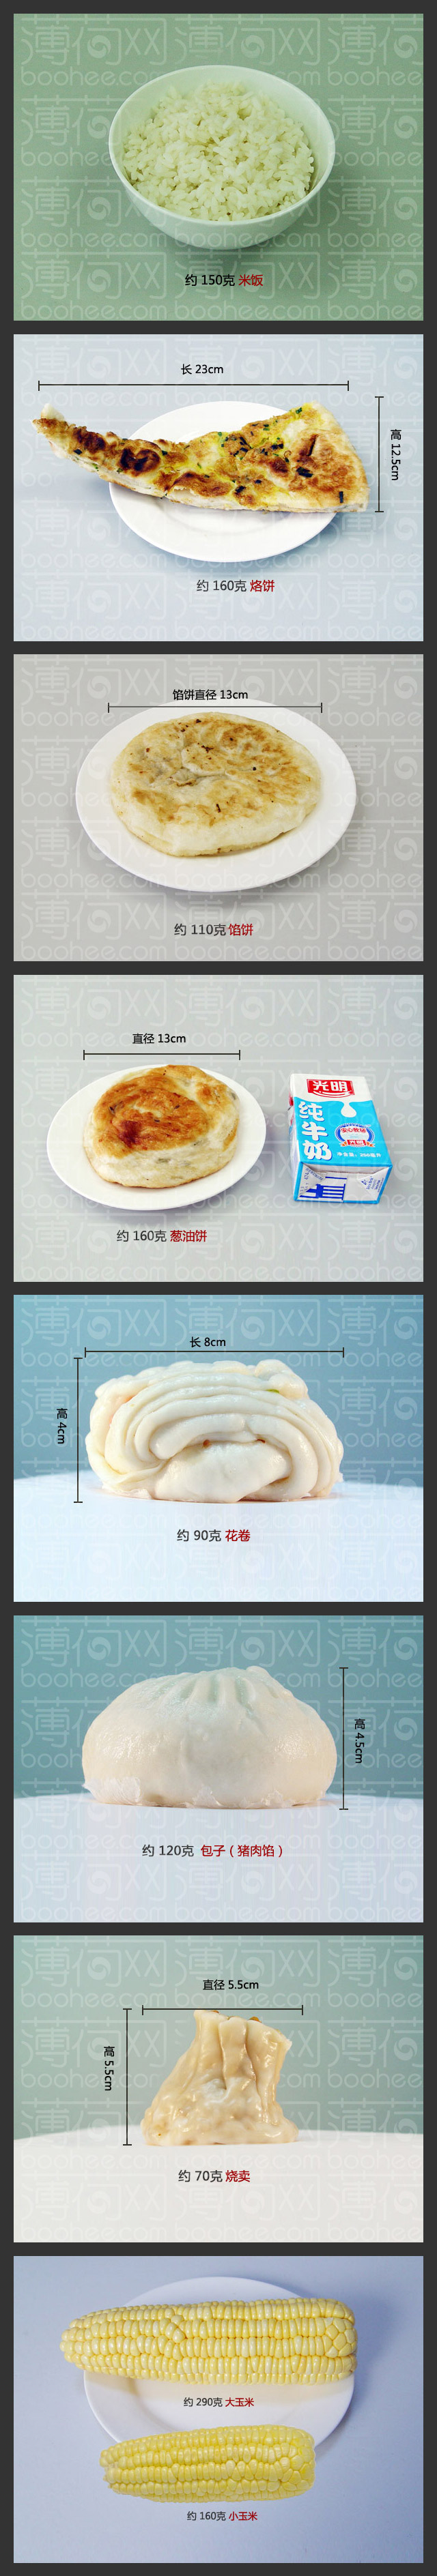 薄荷网
boohee.com
约 150克 米饭
长 23cm
高 12.5cm
约 160克 烙饼
馅饼直径 13cm
约 110克 馅饼
直径 13cm
光明
纯牛奶
约 160克 葱油饼
长 8cm
高 4cm
约 90克 花卷
高 4.5cm
约 120克 包子 ( 猪肉馅 )
直径 5.5cm
高 5.5cm
约 70克 烧卖
约 290克 大玉米
约 160克 小玉米